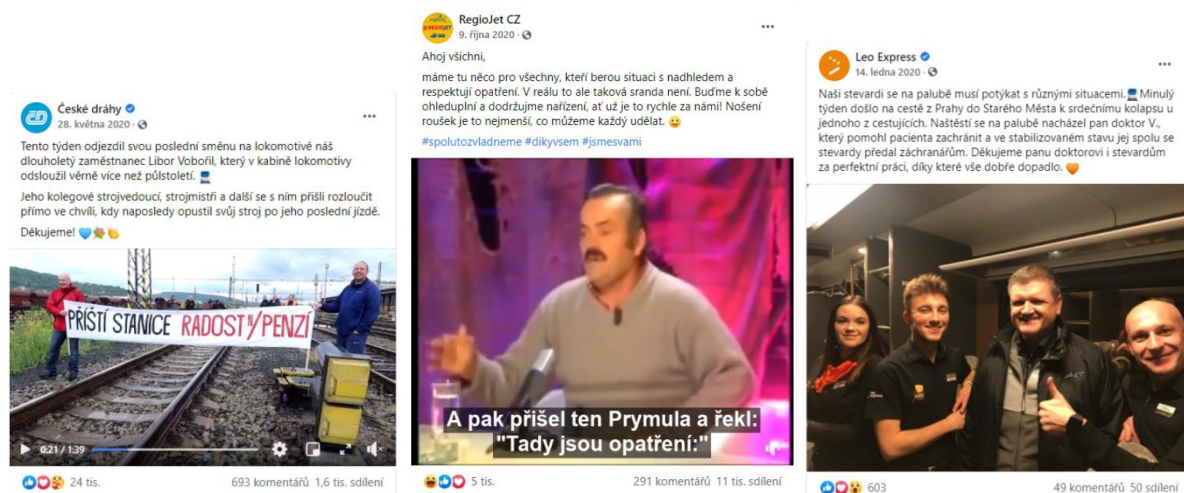 České dráhy
28. května 2020
Tento týden odjezdil svou poslední směnu na lokomotivě náš
dlouholetý zaměstnanec Libor Vobořil, který v kabině lokomotivy
odsloužil věrně více než půlstoletí.
Jeho kolegové strojvedoucí, strojmistři a další se s ním přišli rozloučit
přímo ve chvíli, kdy naposledy opustil svůj stroj po jeho poslední jízdě.
Děkujeme!
PŘÍŠTÍ STANICE RADOST N/PENZÍ
0:21 / 1:39
24 tis.
693 komentářů 1,6 tis. sdílení
RegioJet CZ
9. října 2020
Ahoj všichni,
máme tu něco pro všechny, kteří berou situaci s nadhledem a
respektují opatření. V reálu to ale taková sranda není. Buďme k sobě
ohleduplní a dodržujme nařízení, ať už je to rychle za námi! Nošení
roušek je to nejmenší, co můžeme každý udělat.
#spolutozvladneme #dikyvsem #jsmesvami
A pak přišel ten Prymula a řekl:
"Tady jsou opatření:"
5 tis.
291 komentářů 11 tis. sdílení
Leo Express
14. ledna 2020
Naši stevardi se na palubě musí potýkat s různými situacemi. Minulý
týden došlo na cestě z Prahy do Starého Města k srdečnímu kolapsu u
jednoho z cestujících. Naštěstí se na palubě nacházel pan doktor V.,
který pomohl pacienta zachránit a ve stabilizovaném stavu jej spolu se
stevardy předal záchranářům. Děkujeme panu doktorovi i stevardům
za perfektní práci, díky které vše dobře dopadlo.
603
49 komentářů 50 sdílení